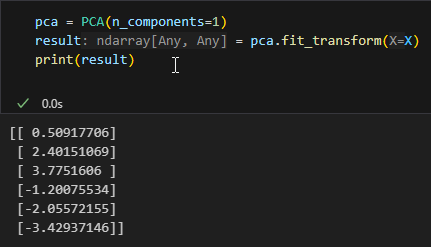 pca = PCA(n_components=1)
result: ndarray[Any, Any] = pca.fit_transform(X=X)
print(result)
0.0s
[[ 0.50917706]
[ 2.40151069]
[ 3.7751606 ]
[-1.20075534]
[-2.05572155]
[-3.42937146]]